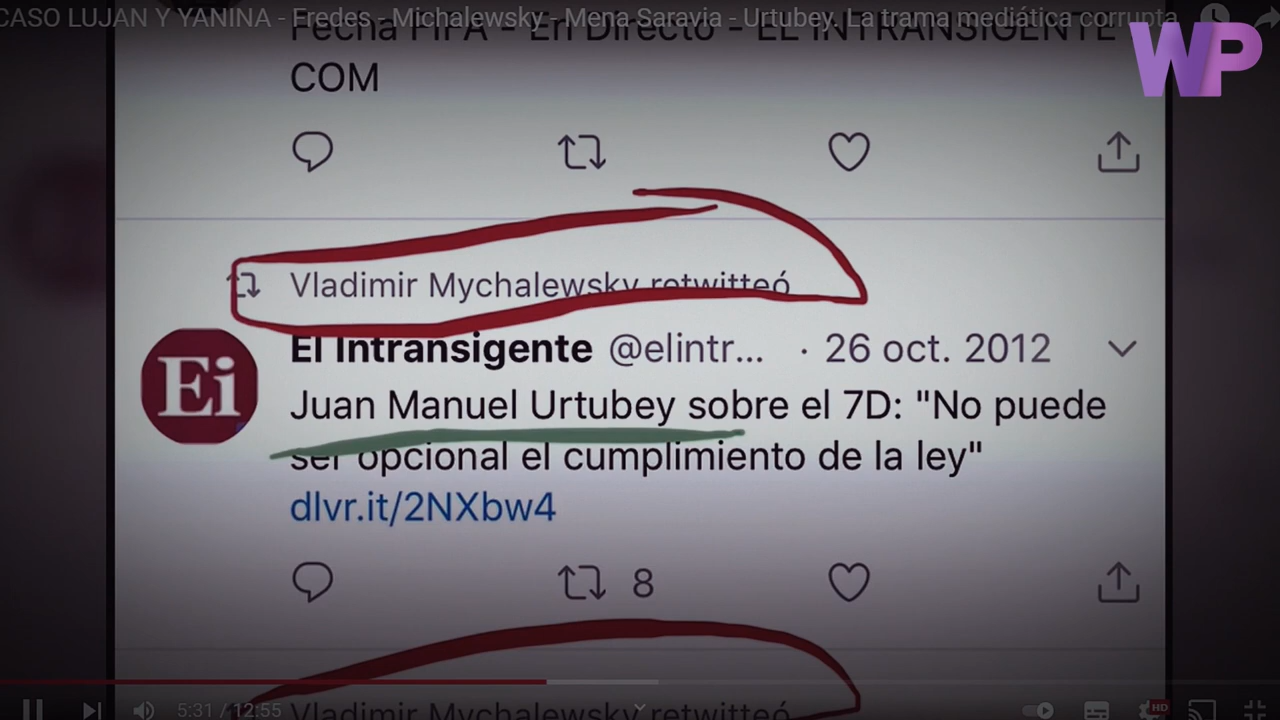 CASO LUJAN Y YANINA - Fredes - Michalewsky - Mena Saravia - Urtubey. La trama mediática corrupta
WP
Fecha FIFA - En Directo - EL INTRANSIGENTE
COM
Vladimir Mychalewsky retwitteó
El Intransigente @elintr... · 26 oct. 2012
Ei
Juan Manuel Urtubey sobre el 7D: "No puede
ser opcional el cumplimiento de la ley"
dlvr.it/2NXbw4
8
Vladimir Mychalewsky retwitteó
5:31 / 12:55
HD